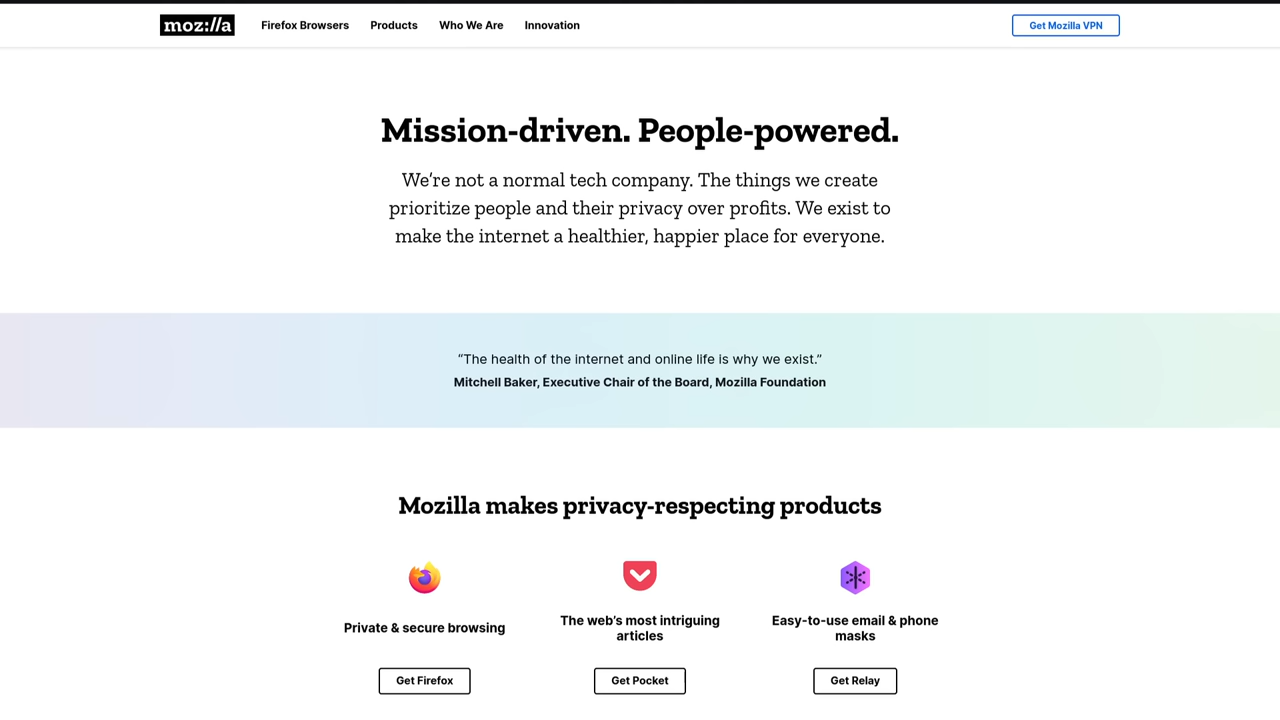 moz://a
Firefox Browsers
Products
Who We Are
Innovation
Get Mozilla VPN
Mission-driven. People-powered.
We’re not a normal tech company. The things we create
prioritize people and their privacy over profits. We exist to
make the internet a healthier, happier place for everyone.
“The health of the internet and online life is why we exist.”
Mitchell Baker, Executive Chair of the Board, Mozilla Foundation
Mozilla makes privacy-respecting products
Private & secure browsing
Get Firefox
The web’s most intriguing
articles
Get Pocket
Easy-to-use email & phone
masks
Get Relay